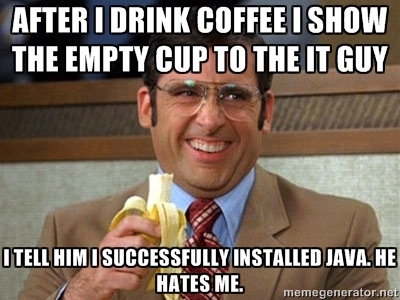 AFTER I DRINK COFFEE I SHOW
THE EMPTY CUP TO THE IT GUY
I TELL HIM I SUCCESSFULLY INSTALLED JAVA. HE
HATES ME.
memegenerator.net